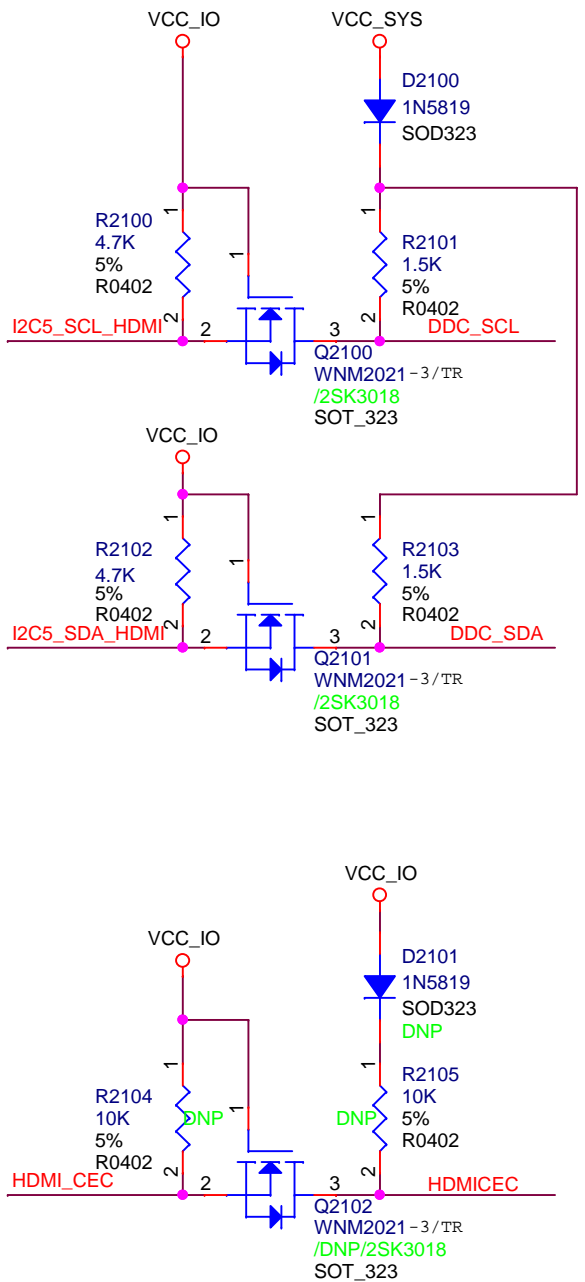 VCC_IO
VCC_SYS
D2100
1N5819
SOD323
1
1
1
R2100
4.7K
5%
R0402
R2101
1.5K
5%
R0402
2
2
I2C5_SCL_HDMI
2
3
DDC_SCL
Q2100
WNM2021-3/TR
/2SK3018
SOT_323
VCC_IO
1
1
1
R2102
4.7K
5%
R0402
R2103
1.5K
5%
R0402
2
2
I2C5_SDA_HDMI
2
3
DDC_SDA
Q2101
WNM2021-3/TR
/2SK3018
SOT_323
VCC_IO
VCC_IO
D2101
1N5819
SOD323
DNP
1
1
1
R2104
10K
5%
R0402
DNP
DNP
R2105
10K
5%
R0402
2
2
HDMI_CEC
2
3
HDMICEC
Q2102
WNM2021-3/TR
/DNP/2SK3018
SOT_323